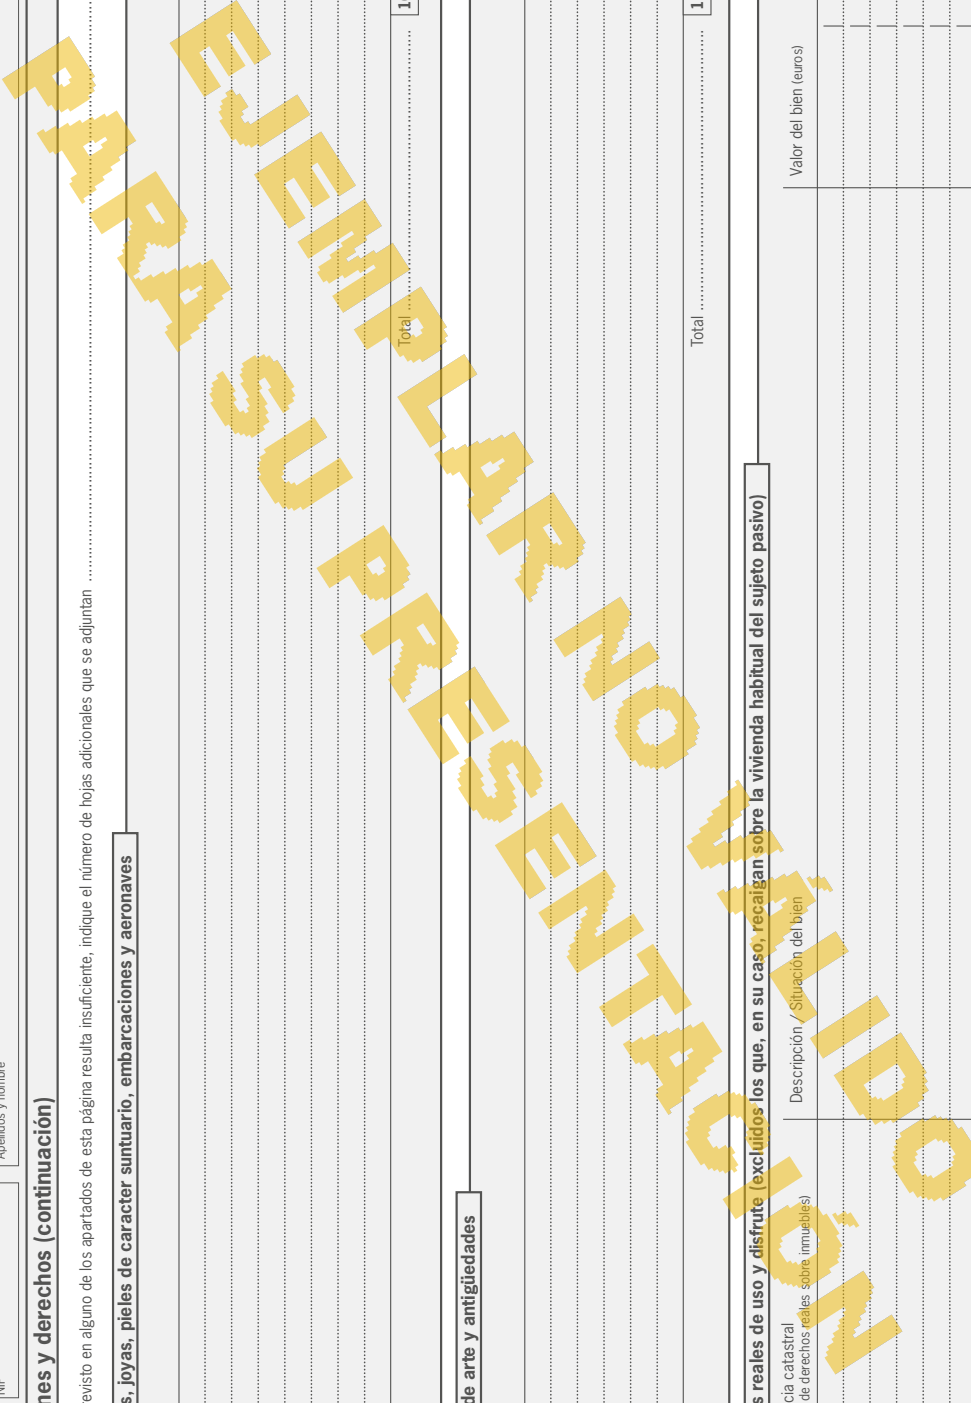 NIF
Apellidos y nombre
nes y derechos (continuación)
revisto en alguno de los apartados de esta página resulta insuficiente, indique el número de hojas adicionales que se adjuntan
s, joyas, pieles de caracter suntuario, embarcaciones y aeronaves
Total
de arte y antigüedades
Total
s reales de uso y disfrute (excluidos los que, en su caso, recaigan sobre la vivienda habitual del sujeto pasivo)
cia catastral
de derechos reales sobre inmuebles)
Descripción / Situación del bien
Valor del bien (euros)
EJEMPLAR NO VÁLIDO
PARA SU PRESENTACIÓN